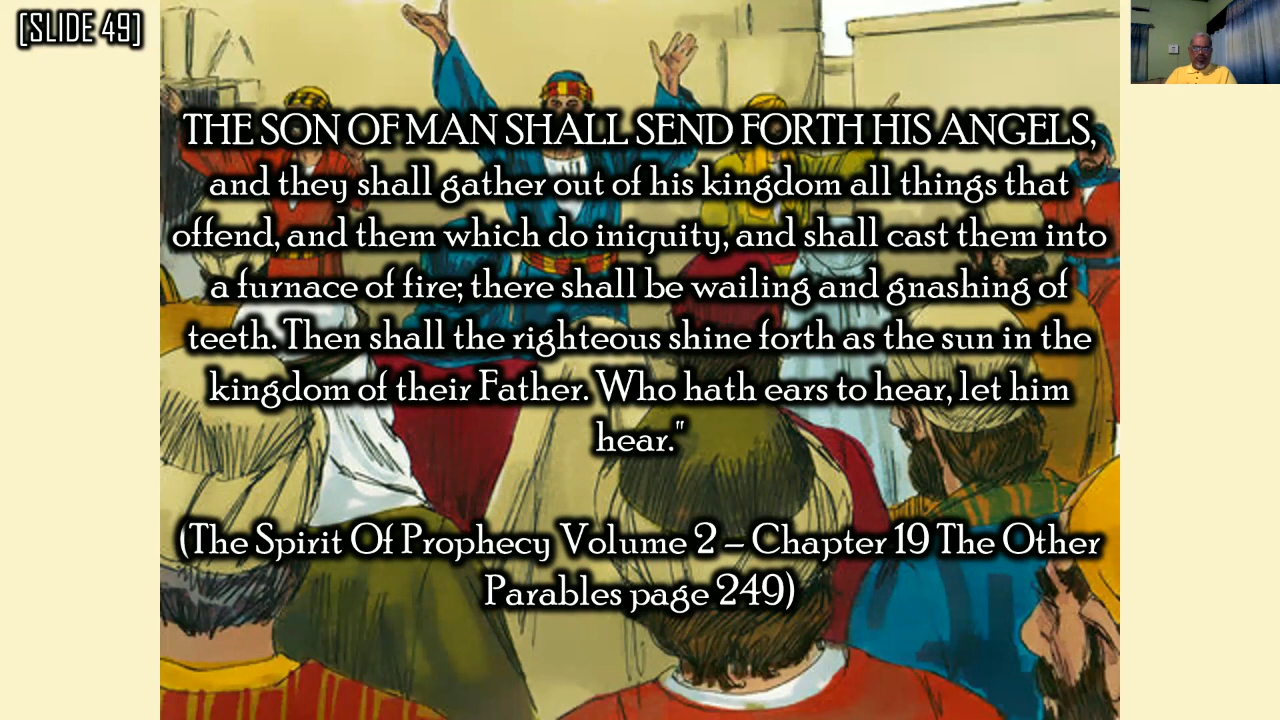 [SLIDE 49]
THE SON OF MAN SHALL SEND FORTH HIS ANGELS,
and they shall gather out of his kingdom all things that
offend, and them which do iniquity, and shall cast them into
a furnace of fire; there shall be wailing and gnashing of
teeth. Then shall the righteous shine forth as the sun in the
kingdom of their Father. Who hath ears to hear, let him
hear."
(The Spirit Of Prophecy Volume 2 – Chapter 19 The Other
Parables page 249)